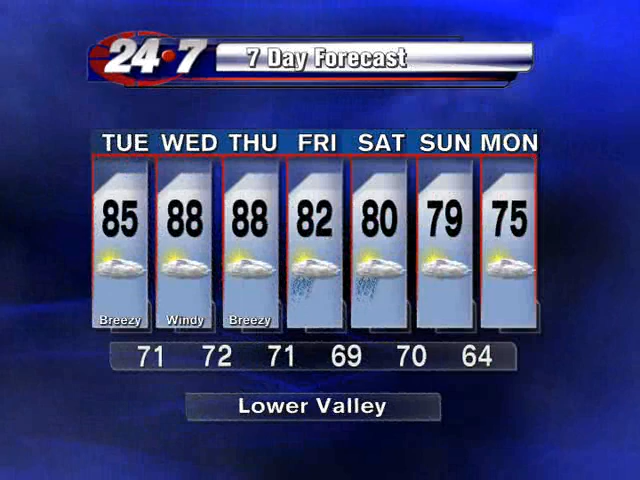 24•7
7 Day Forecast
TUE WED THU FRI SAT SUN MON
85 88 88 82 80 79 75
Breezy Windy Breezy
71 72 71 69 70 64
Lower Valley